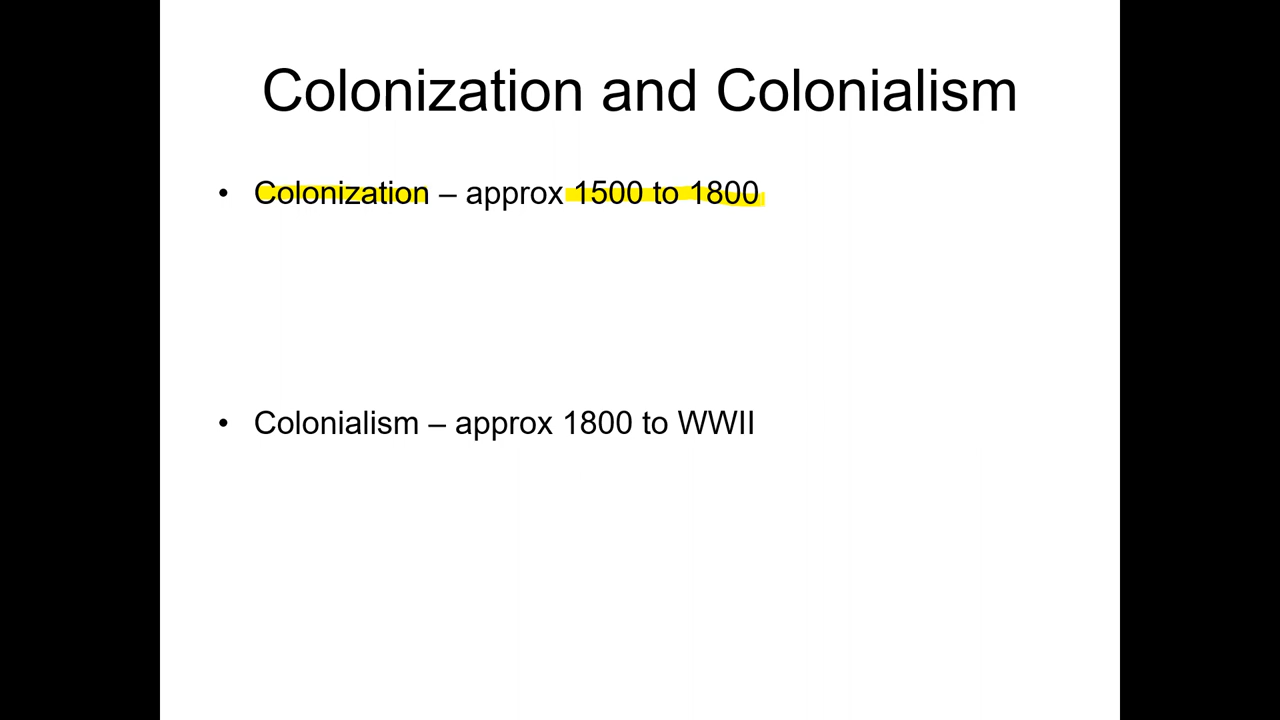 Colonization and Colonialism
• Colonization – approx 1500 to 1800
• Colonialism – approx 1800 to WWII